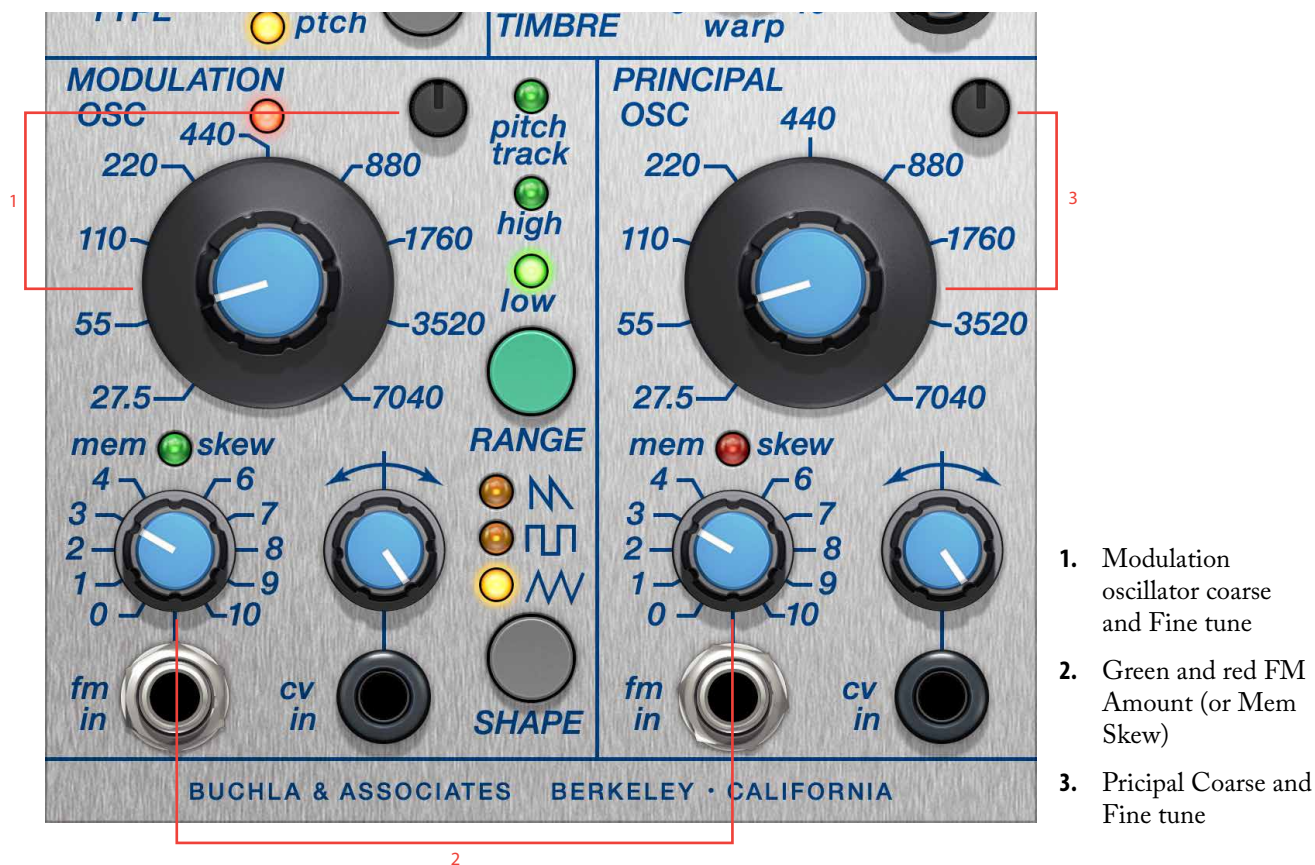 TYPE
ptch
TIMBRE
warp
MODULATION
OSC
440
220
880
110
1760
55
3520
27.5
7040
pitch
track
high
low
RANGE
mem skew
4
6
3
7
2
8
1
9
0
10
fm
in
cv
in
SHAPE
PRINCIPAL
OSC
440
220
880
110
1760
55
3520
27.5
7040
mem skew
4
6
3
7
2
8
1
9
0
10
fm
in
cv
in
BUCHLA & ASSOCIATES BERKELEY · CALIFORNIA
1
2
3
1. Modulation
oscillator coarse
and Fine tune
2. Green and red FM
Amount (or Mem
Skew)
3. Pricipal Coarse and
Fine tune